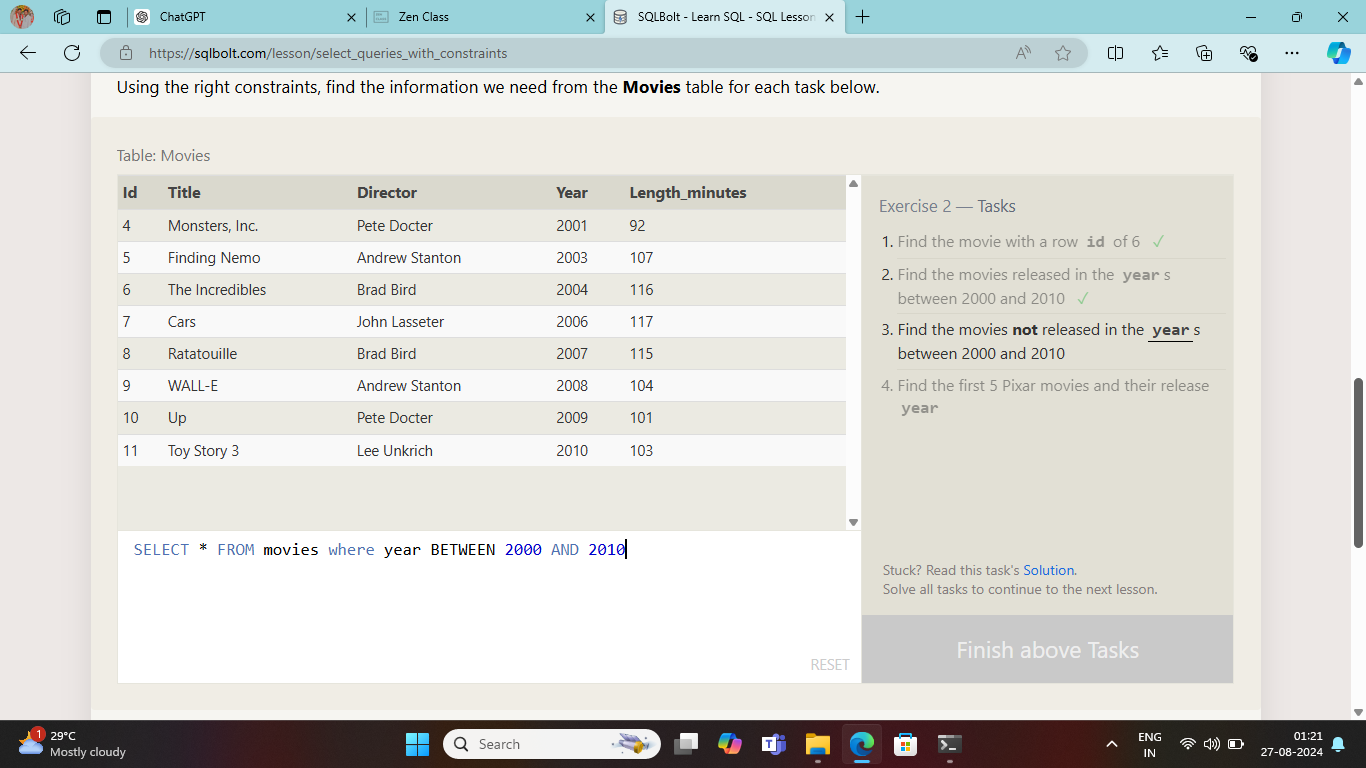 ChatGPT
Zen Class
SQLBolt - Learn SQL - SQL Lesson
https://sqlbolt.com/lesson/select_queries_with_constraints
Using the right constraints, find the information we need from the Movies table for each task below.
Table: Movies
Id Title Director Year Length_minutes
4 Monsters, Inc. Pete Docter 2001 92
5 Finding Nemo Andrew Stanton 2003 107
6 The Incredibles Brad Bird 2004 116
7 Cars John Lasseter 2006 117
8 Ratatouille Brad Bird 2007 115
9 WALL-E Andrew Stanton 2008 104
10 Up Pete Docter 2009 101
11 Toy Story 3 Lee Unkrich 2010 103
SELECT * FROM movies where year BETWEEN 2000 AND 2010
RESET
Exercise 2 — Tasks
1. Find the movie with a row id of 6 ✓
2. Find the movies released in the year s
between 2000 and 2010 ✓
3. Find the movies not released in the year s
between 2000 and 2010
4. Find the first 5 Pixar movies and their release
year
Stuck? Read this task's Solution.
Solve all tasks to continue to the next lesson.
Finish above Tasks
1
29°C
Mostly cloudy
Search
ENG
IN
01:21
27-08-2024